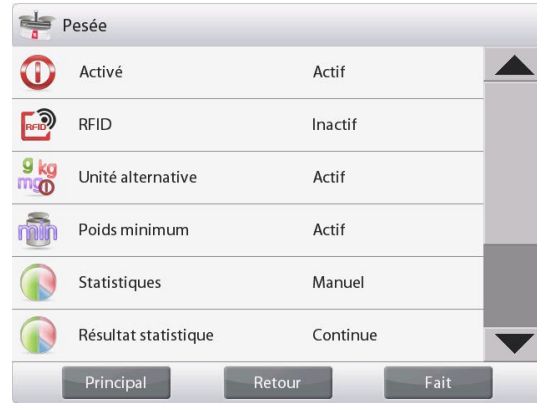 Pesée
Activé Actif
RFID
RFID Inactif
g kg
mg
Unité alternative Actif
min
Poids minimum Actif
Statistiques Manuel
Résultat statistique Continue
Principal Retour Fait